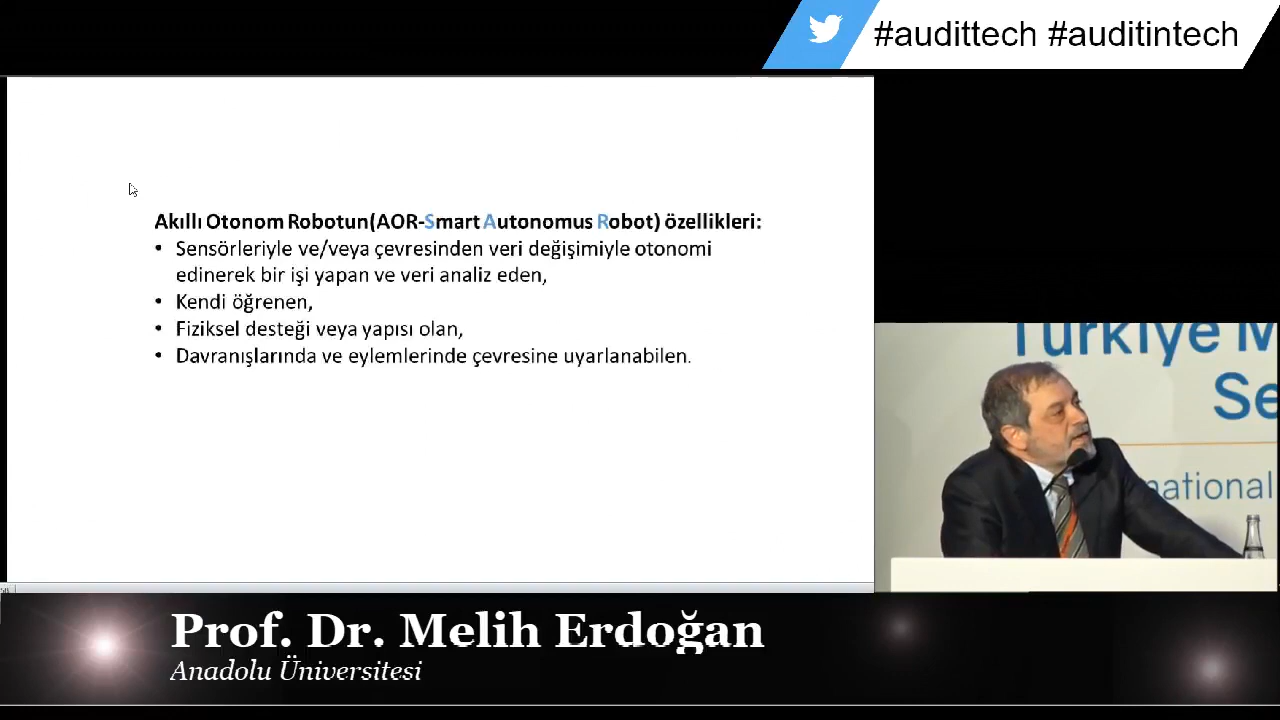 #audittech #auditintech
Akıllı Otonom Robotun(AOR-Smart Autonomus Robot) özellikleri:
• Sensörleriyle ve/veya çevresinden veri değişimiyle otonomi
edinerek bir işi yapan ve veri analiz eden,
• Kendi öğrenen,
• Fiziksel desteği veya yapısı olan,
• Davranışlarında ve eylemlerinde çevresine uyarlanabilen.
Türkiye M
Se
national
Prof. Dr. Melih Erdoğan
Anadolu Üniversitesi